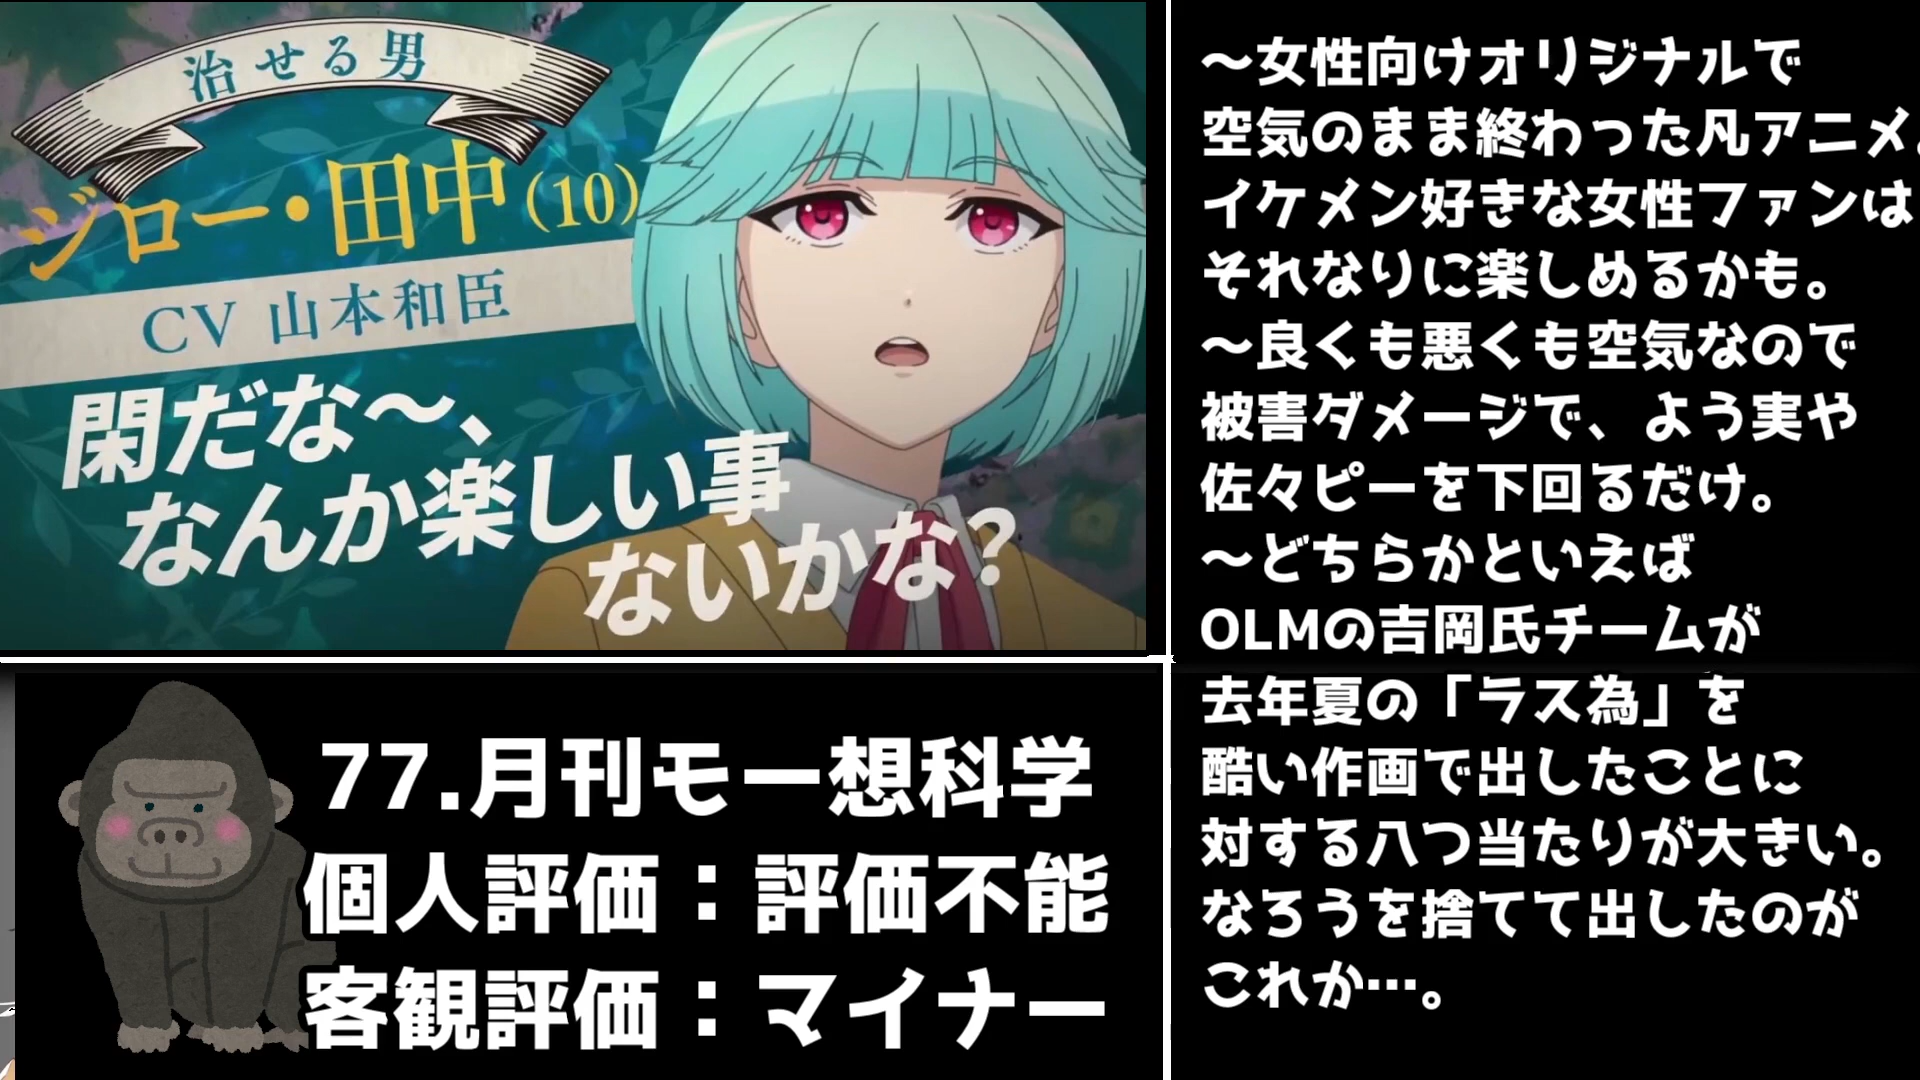 治せる男
ジロー・田中(10)
CV 山本和臣
閑だな～、
なんか楽しい事
ないかな?
77.月刊モー想科学
個人評価：評価不能
客観評価：マイナー
～女性向けオリジナルで
空気のまま終わった凡アニメ。
イケメン好きな女性ファンは
それなりに楽しめるかも。
～良くも悪くも空気なので
被害ダメージで、よう実や
佐々ピーを下回るだけ。
～どちらかといえば
OLMの吉岡氏チームが
去年夏の「ラス為」を
酷い作画で出したことに
対する八つ当たりが大きい。
なろうを捨てて出したのが
これか…。